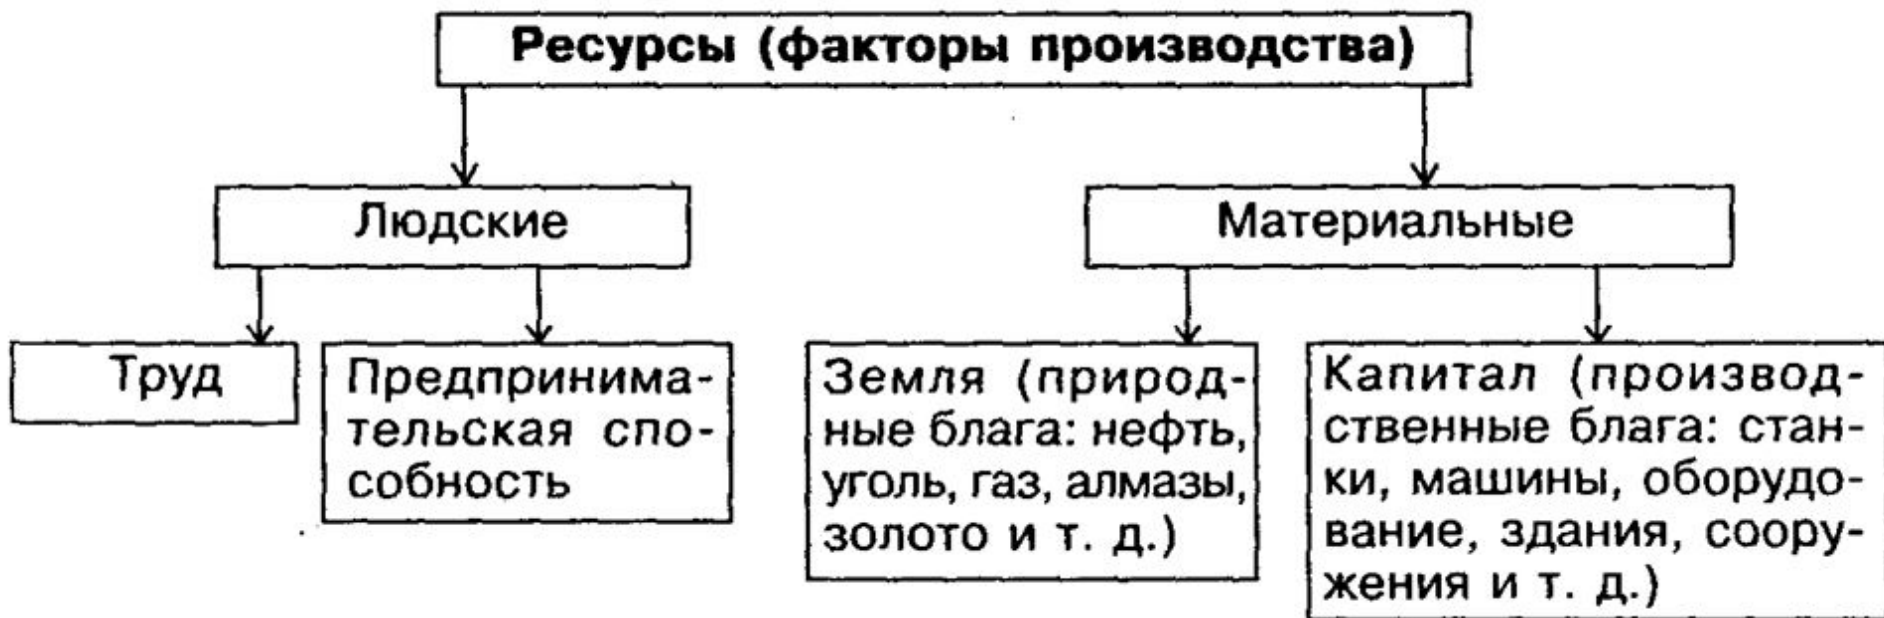 Ресурсы (факторы производства)
Людские
Материальные
Труд
Предпринима-
тельская спо-
собность
Земля (природ-
ные блага: нефть,
уголь, газ, алмазы,
золото и т. д.)
Капитал (производ-
ственные блага: стан-
ки, машины, оборудо-
вание, здания, соору-
жения и т. д.)